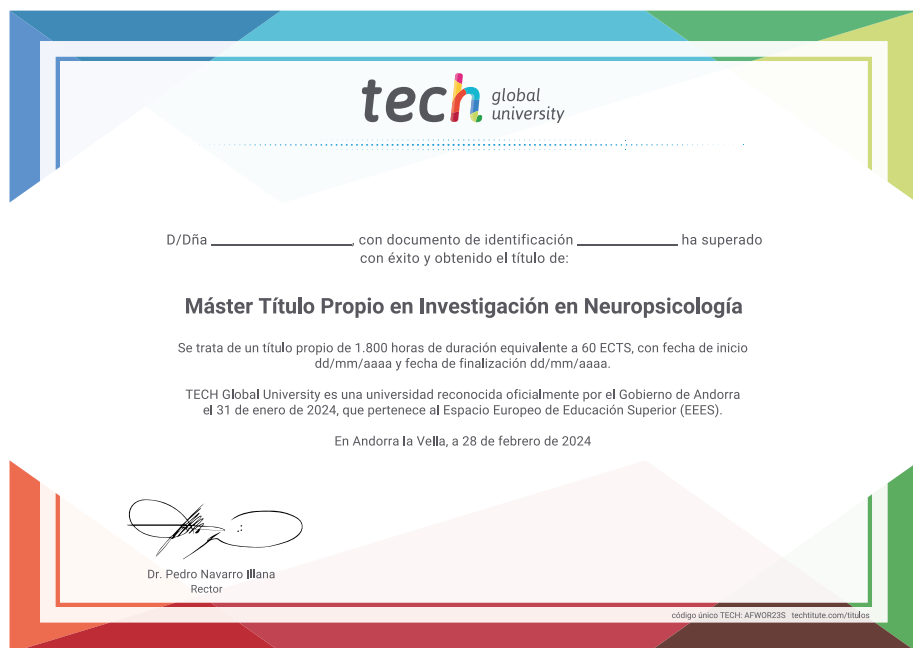 tech global
university
D/Dña ______________, con documento de identificación __________ ha superado
con éxito y obtenido el título de:
Máster Título Propio en Investigación en Neuropsicología
Se trata de un título propio de 1.800 horas de duración equivalente a 60 ECTS, con fecha de inicio
dd/mm/aaaa y fecha de finalización dd/mm/aaaa.
TECH Global University es una universidad reconocida oficialmente por el Gobierno de Andorra
el 31 de enero de 2024, que pertenece al Espacio Europeo de Educación Superior (EEES).
En Andorra la Vella, a 28 de febrero de 2024
Dr. Pedro Navarro Illana
Rector
código único TECH: AFWOR23S techtitute.com/titulos